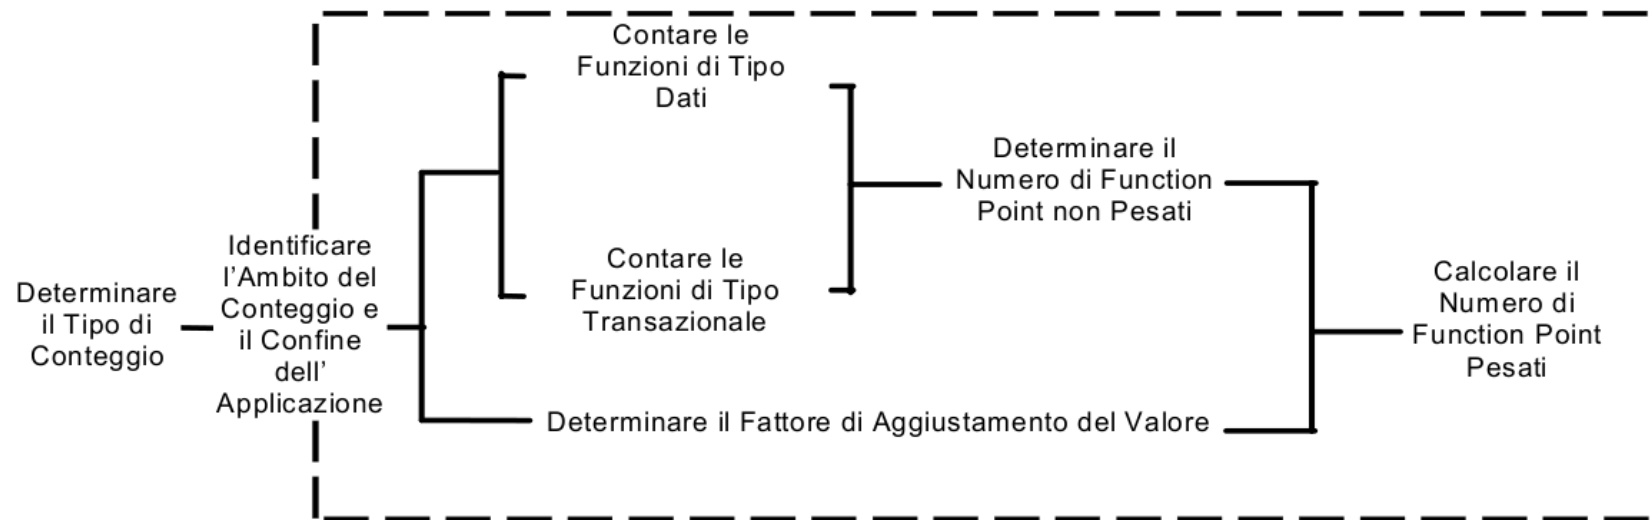 Determinare
il Tipo di
Conteggio
Identificare
l'Ambito del
Conteggio e
il Confine
dell'
Applicazione
Contare le
Funzioni di Tipo
Dati
Contare le
Funzioni di Tipo
Transazionale
Determinare il
Numero di Function
Point non Pesati
Determinare il Fattore di Aggiustamento del Valore
Calcolare il
Numero di
Function Point
Pesati